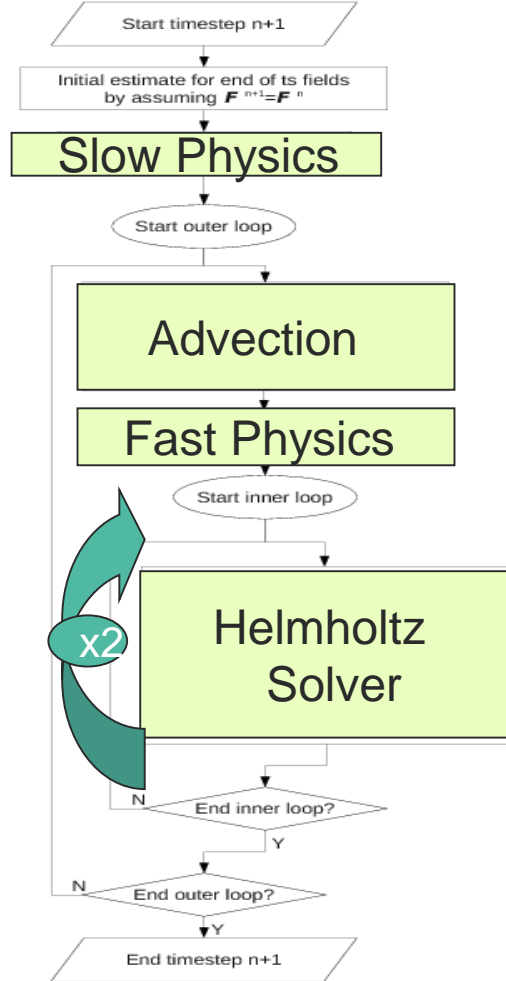 Start timestep n+1
Initial estimate for end of ts fields
by assuming F n+1=F n
Slow Physics
Start outer loop
Advection
Fast Physics
Start inner loop
x2
Helmholtz
Solver
N
End inner loop?
Y
N
End outer loop?
Y
End timestep n+1